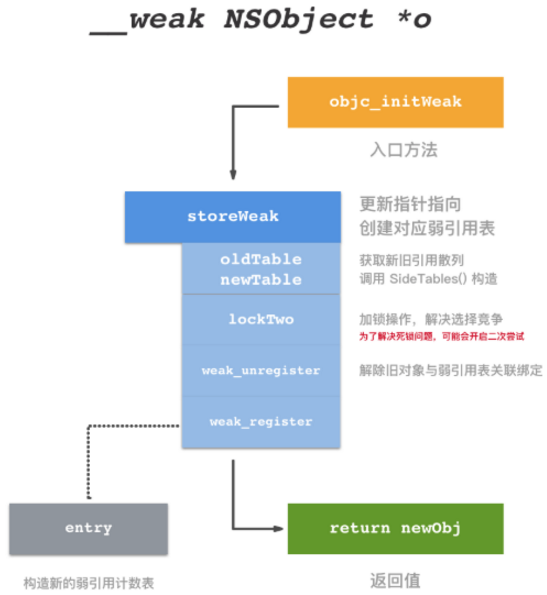 __weak NSObject *o
objc_initWeak
入口方法
storeWeak
更新指针指向
创建对应弱引用表
oldTable
newTable
获取新旧引用散列
调用 SideTables() 构造
lockTwo
加锁操作，解决选择竞争
为了解决死锁问题，可能会开启二次尝试
weak_unregister
解除旧对象与弱引用表关联绑定
weak_register
entry
构造新的弱引用计数表
return newObj
返回值